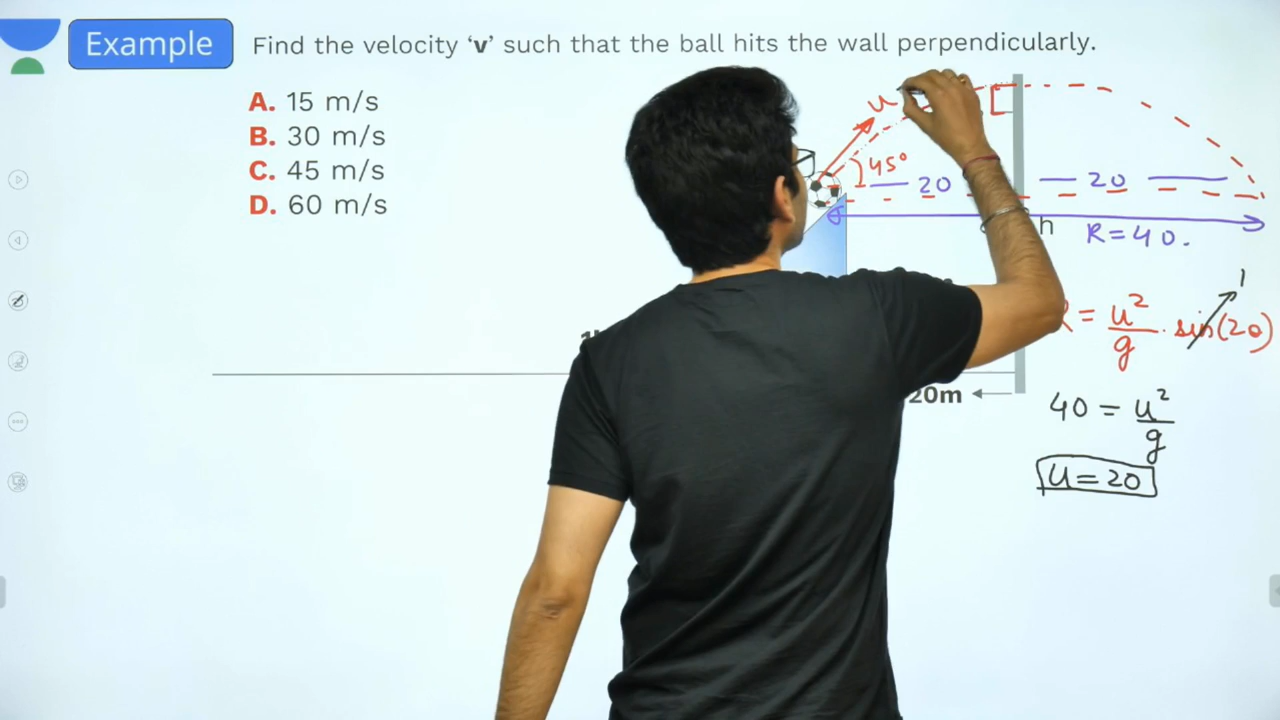 Example
Find the velocity ‘v’ such that the ball hits the wall perpendicularly.
A. 15 m/s
B. 30 m/s
C. 45 m/s
D. 60 m/s
u
45°
20
20
h
R = 40.
= u²/g · sin(2θ)
1
20m
40 = u²/g
u = 20